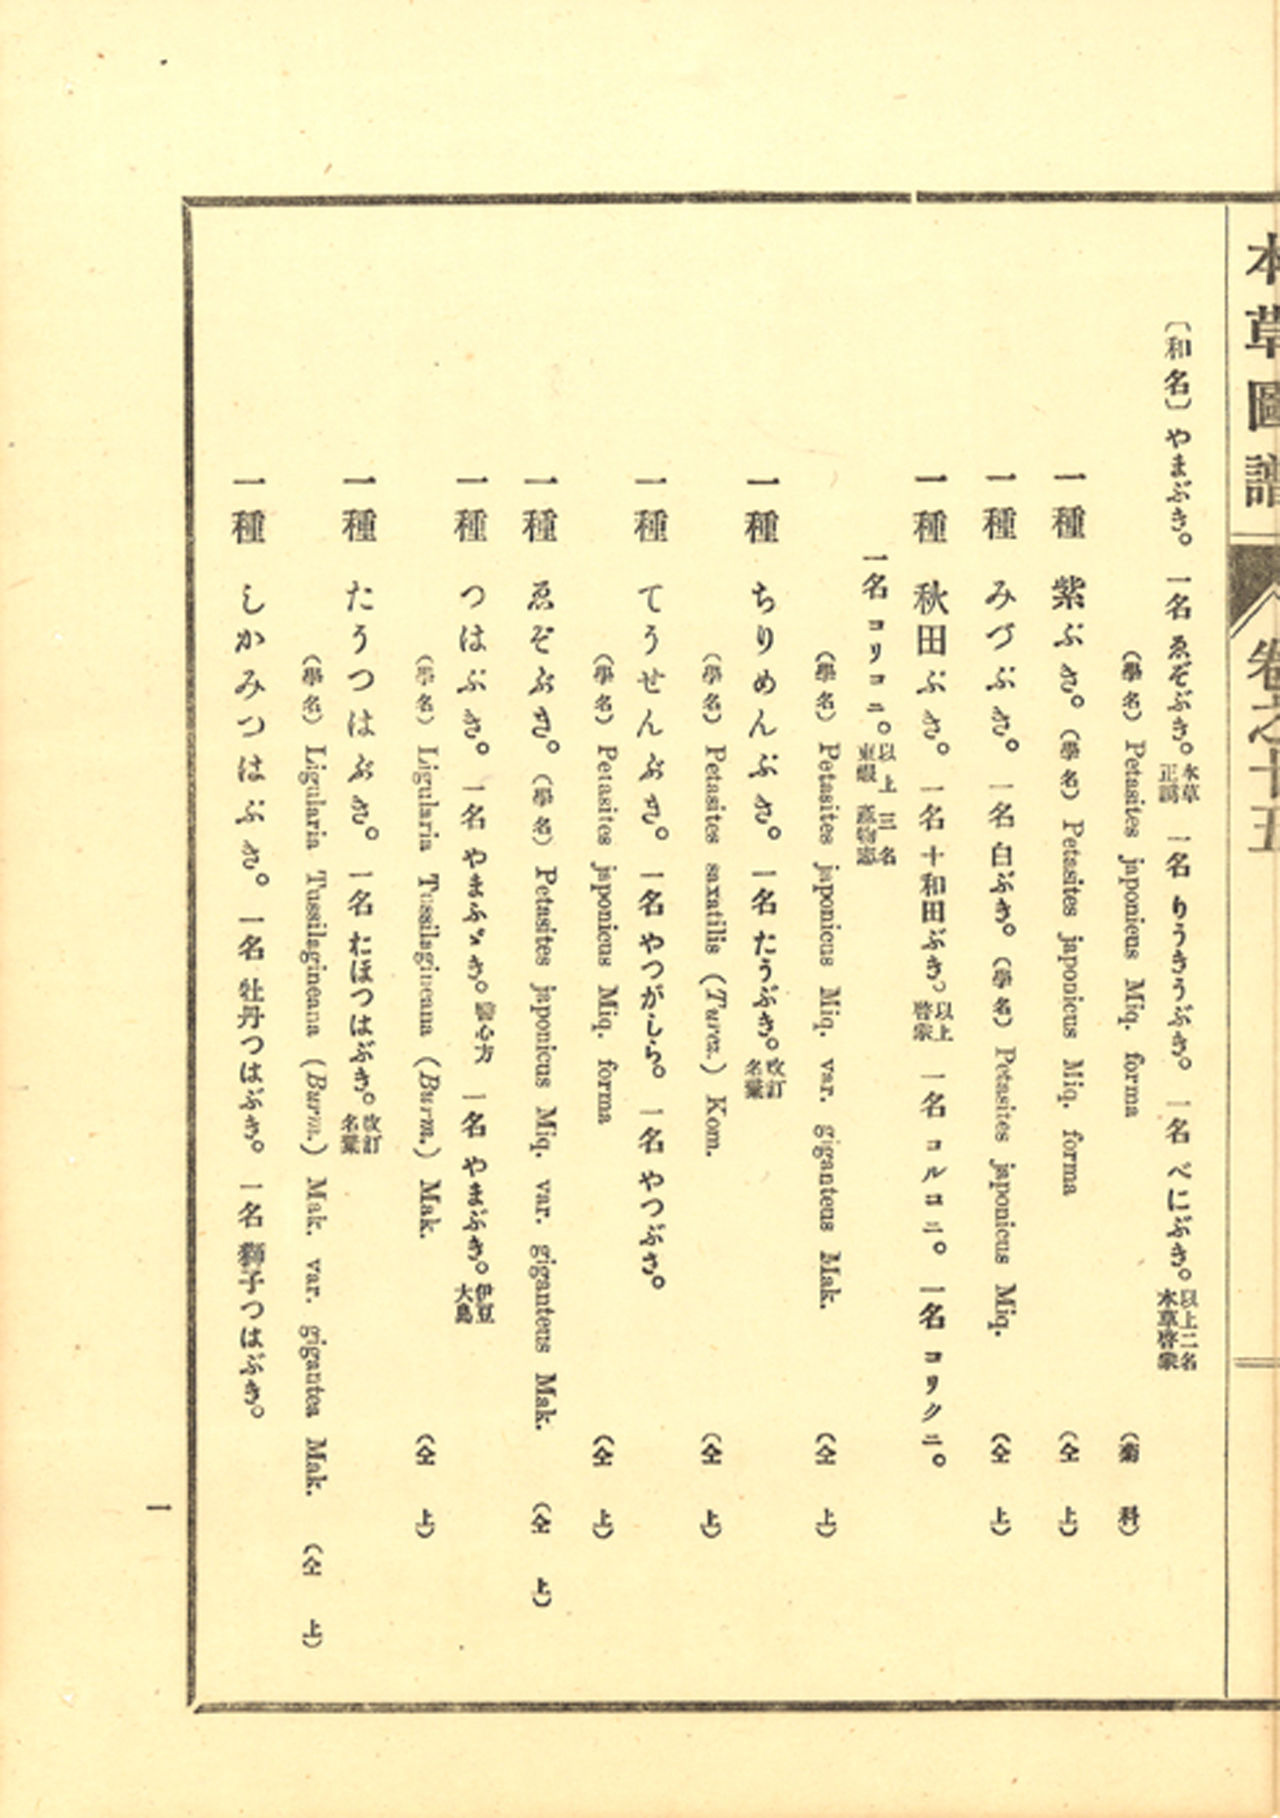 本草圖譜 卷之十五
〔和名〕やまぶき。 一名 ゑぞぶき。 本草正譌 一名 りうきうぶき。 一名 べにぶき。 以上二名本草啓蒙
(學名) Petasites japonicus Miq. forma (菊科)
一種 紫ぶき。 (學名) Petasites japonicus Miq. forma (仝上)
一種 みづぶき。 一名 白ぶき。 (學名) Petasites japonicus Miq. (仝上)
一種 秋田ぶき。 一名 十和田ぶき。 以上啓蒙 一名 コルコニ。 一名 コリクニ。
一名 コリコニ。 以上三名東蝦夷物産
(學名) Petasites japonicus Miq. var. giganteus Mak. (仝上)
一種 ちりめんぶき。 一名 たうぶき。 改訂名彙
(學名) Petasites saxatilis (Turcz.) Kom. (仝上)
一種 てうせんぶき。 一名 やつがしら。 一名 やつぶき。
(學名) Petasites japonicus Miq. forma (仝上)
一種 ゑぞぶき。 (學名) Petasites japonicus Miq. var. giganteus Mak. (仝上)
一種 つはぶき。 一名 やまぶゞき。 醫心方 一名 やまぶき。 伊豆大島
(學名) Ligularia Tussilagineana (Burm.) Mak. (仝上)
一種 たうつはぶき。 一名 おほつはぶき。 改訂名彙
(學名) Ligularia Tussilagineana (Burm.) Mak. var. gigantea Mak. (仝上)
一種 しかみつはぶき。 一名 牡丹つはぶき。 一名 獅子つはぶき。
一